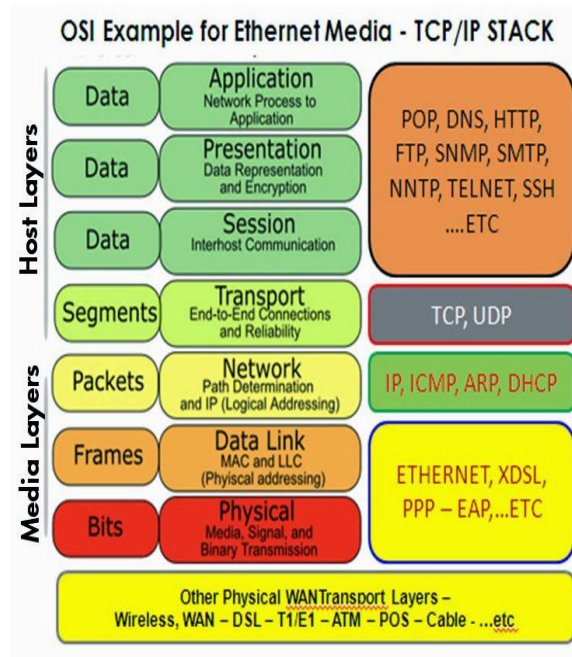 OSI Example for Ethernet Media - TCP/IP STACK
Host Layers
Data
Application
Network Process to
Application
Data
Presentation
Data Representation
and Encryption
Data
Session
Interhost Communication
POP, DNS, HTTP,
FTP, SNMP, SMTP,
NNTP, TELNET, SSH
....ETC
Segments
Transport
End-to-End Connections
and Reliability
TCP, UDP
Media Layers
Packets
Network
Path Determination
and IP (Logical Addressing)
IP, ICMP, ARP, DHCP
Frames
Data Link
MAC and LLC
(Phyiscal addressing)
Bits
Physical
Media, Signal, and
Binary Transmission
ETHERNET, XDSL,
PPP – EAP,...ETC
Other Physical WANTransport Layers –
Wireless, WAN – DSL – T1/E1 – ATM – POS – Cable - ...etc